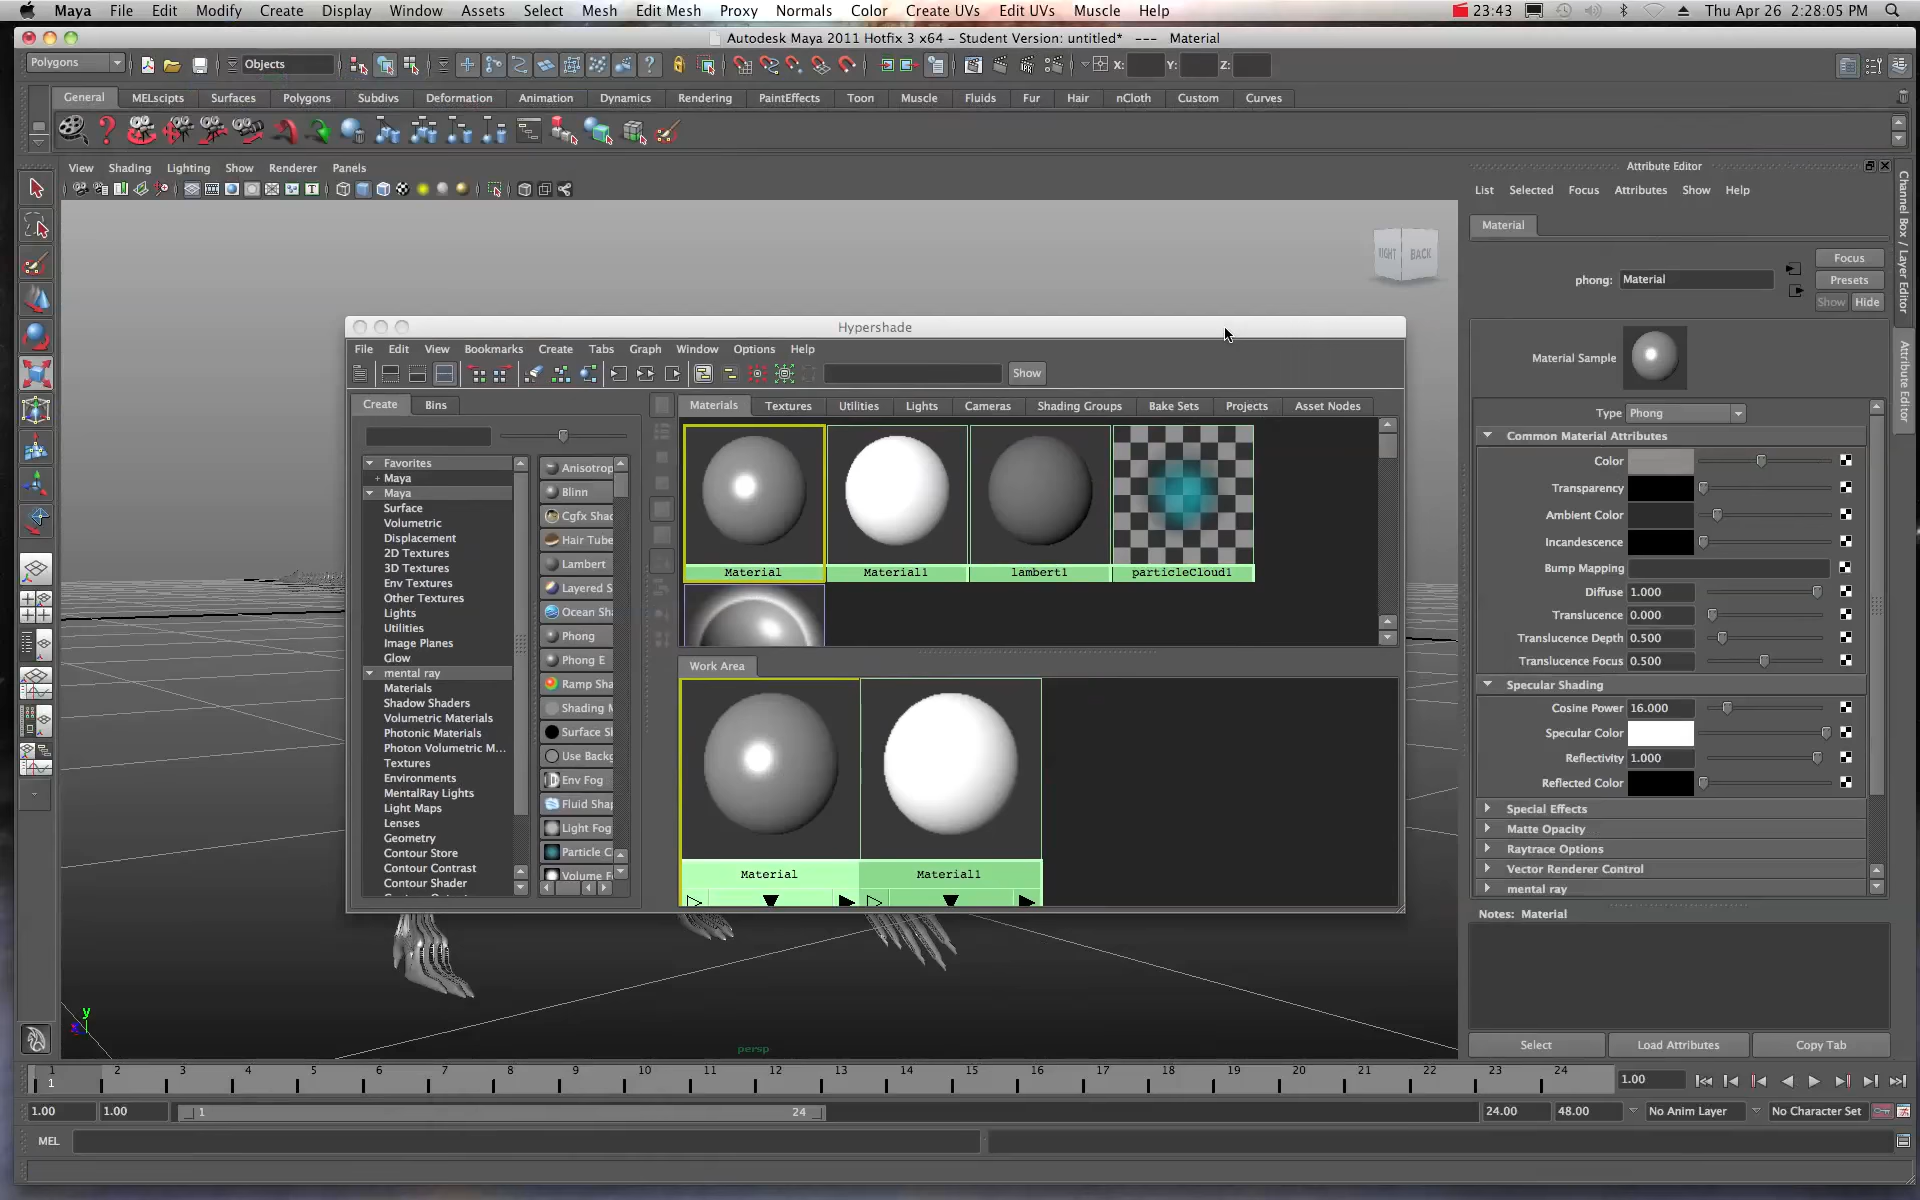 Maya File Edit Modify Create Display Window Assets Select Mesh Edit Mesh Proxy Normals Color Create UVs Edit UVs Muscle Help 23:43 Thu Apr 26 2:28:05 PM
Autodesk Maya 2011 Hotfix 3 x64 – Student Version: untitled* --- Material
Polygons Objects X: Y: Z:
General MELscipts Surfaces Polygons Subdivs Deformation Animation Dynamics Rendering PaintEffects Toon Muscle Fluids Fur Hair nCloth Custom Curves
View Shading Lighting Show Renderer Panels
Attribute Editor
List Selected Focus Attributes Show Help
Material
RIGHT BACK
phong: Material
Focus
Presets
Show Hide
Material Sample
Type Phong
Common Material Attributes
Color
Transparency
Ambient Color
Incandescence
Bump Mapping
Diffuse 1.000
Translucence 0.000
Translucence Depth 0.500
Translucence Focus 0.500
Specular Shading
Cosine Power 16.000
Specular Color
Reflectivity 1.000
Reflected Color
Special Effects
Matte Opacity
Raytrace Options
Vector Renderer Control
mental ray
Notes: Material
Select Load Attributes Copy Tab
Channel Box / Layer Editor
Attribute Editor
Hypershade
File Edit View Bookmarks Create Tabs Graph Window Options Help
Show
Create Bins
Materials Textures Utilities Lights Cameras Shading Groups Bake Sets Projects Asset Nodes
Favorites
+ Maya
Maya
Surface
Volumetric
Displacement
2D Textures
3D Textures
Env Textures
Other Textures
Lights
Utilities
Image Planes
Glow
mental ray
Materials
Shadow Shaders
Volumetric Materials
Photonic Materials
Photon Volumetric M...
Textures
Environments
MentalRay Lights
Light Maps
Lenses
Geometry
Contour Store
Contour Contrast
Contour Shader
Anisotrop
Blinn
Cgfx Shad
Hair Tube
Lambert
Layered S
Ocean Sha
Phong
Phong E
Ramp Sha
Shading M
Surface Sh
Use Backg
Env Fog
Fluid Shap
Light Fog
Particle C
Volume F
Material Material1 lambert1 particleCloud1
Work Area
Material Material1
y
z
persp
1 2 3 4 5 6 7 8 9 10 11 12 13 14 15 16 17 18 19 20 21 22 23 24
1
1.00
1.00 1.00 1 24 24.00 48.00 No Anim Layer No Character Set
MEL